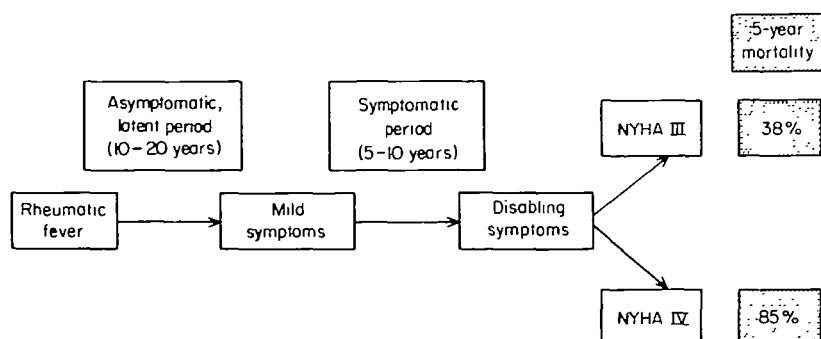 5-year
mortality
Asymptomatic,
latent period
(10-20 years)
Symptomatic
period
(5-10 years)
NYHA III
38%
Rheumatic
fever
Mild
symptoms
Disabling
symptoms
NYHA IV
85%